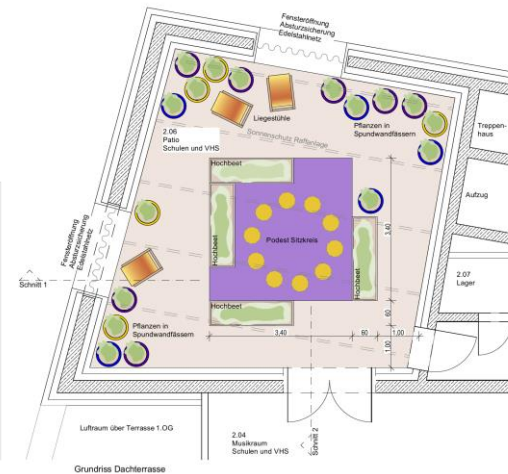 Fensteröffnung
Absturzsicherung
Edelstahlnetz
Liegestühle
Pflanzen in
Spundwandfässern
Treppen-
haus
2.06
Patio
Schulen und VHS
Sonnenschutz Raffanlage
Hochbeet
Aufzug
Fensteröffnung
Absturzsicherung
Edelstahlnetz
Hochbeet
Podest Sitzkreis
3,40
Hochbeet
Schnitt 1
2.07
Lager
Hochbeet
60
Pflanzen in
Spundwandfässern
3,40
60
1,00
1,00
Luftraum über Terrasse 1.OG
2.04
Musikraum
Schulen und VHS
Schnitt 2
Grundriss Dachterrasse